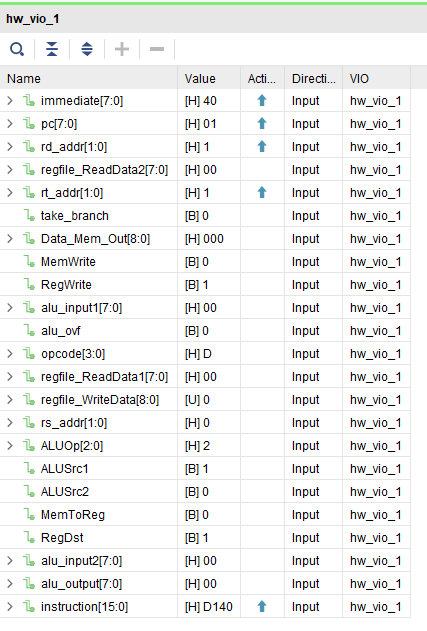 hw_vio_1
Name Value Acti... Directi... VIO
immediate[7:0] [H] 40 Input hw_vio_1
pc[7:0] [H] 01 Input hw_vio_1
rd_addr[1:0] [H] 1 Input hw_vio_1
regfile_ReadData2[7:0] [H] 00 Input hw_vio_1
rt_addr[1:0] [H] 1 Input hw_vio_1
take_branch [B] 0 Input hw_vio_1
Data_Mem_Out[8:0] [H] 000 Input hw_vio_1
MemWrite [B] 0 Input hw_vio_1
RegWrite [B] 1 Input hw_vio_1
alu_input1[7:0] [H] 00 Input hw_vio_1
alu_ovf [B] 0 Input hw_vio_1
opcode[3:0] [H] D Input hw_vio_1
regfile_ReadData1[7:0] [H] 00 Input hw_vio_1
regfile_WriteData[8:0] [U] 0 Input hw_vio_1
rs_addr[1:0] [H] 0 Input hw_vio_1
ALUOp[2:0] [H] 2 Input hw_vio_1
ALUSrc1 [B] 1 Input hw_vio_1
ALUSrc2 [B] 0 Input hw_vio_1
MemToReg [B] 0 Input hw_vio_1
RegDst [B] 1 Input hw_vio_1
alu_input2[7:0] [H] 00 Input hw_vio_1
alu_output[7:0] [H] 00 Input hw_vio_1
instruction[15:0] [H] D140 Input hw_vio_1